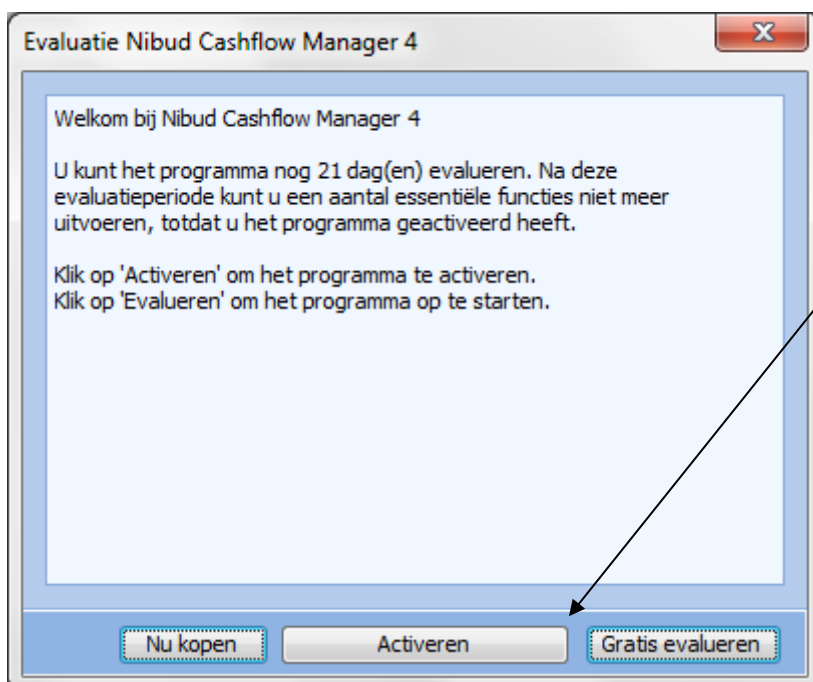 Evaluatie Nibud Cashflow Manager 4
Welkom bij Nibud Cashflow Manager 4
U kunt het programma nog 21 dag(en) evalueren. Na deze
evaluatieperiode kunt u een aantal essentiële functies niet meer
uitvoeren, totdat u het programma geactiveerd heeft.
Klik op 'Activeren' om het programma te activeren.
Klik op 'Evalueren' om het programma op te starten.
Nu kopen Activeren Gratis evalueren